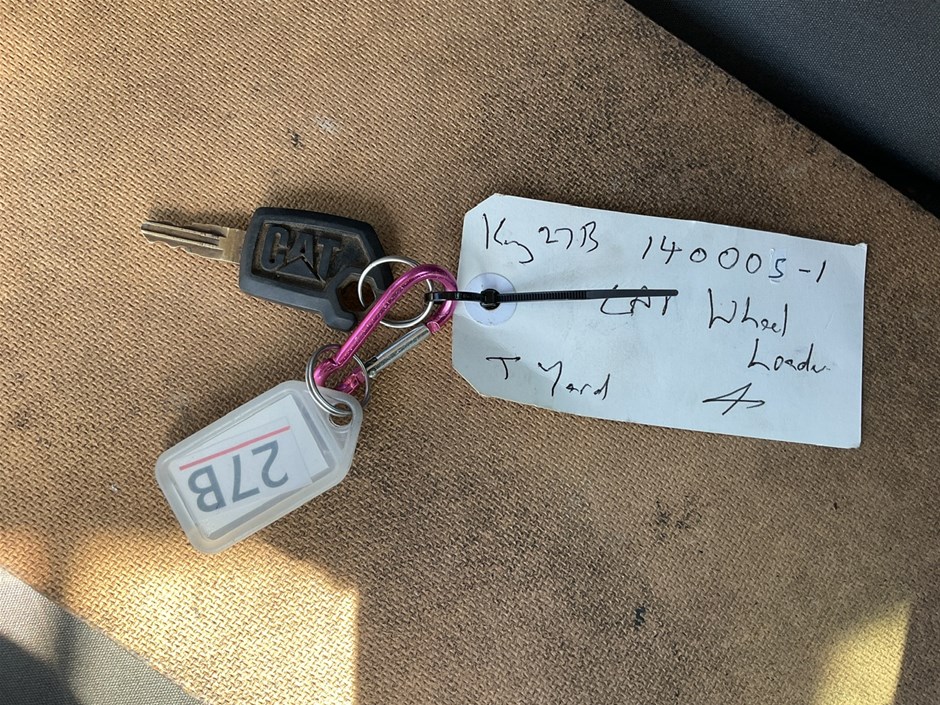 CAT
Key 27B 140005-1
CAT Wheel
Loader
T Yard
27B